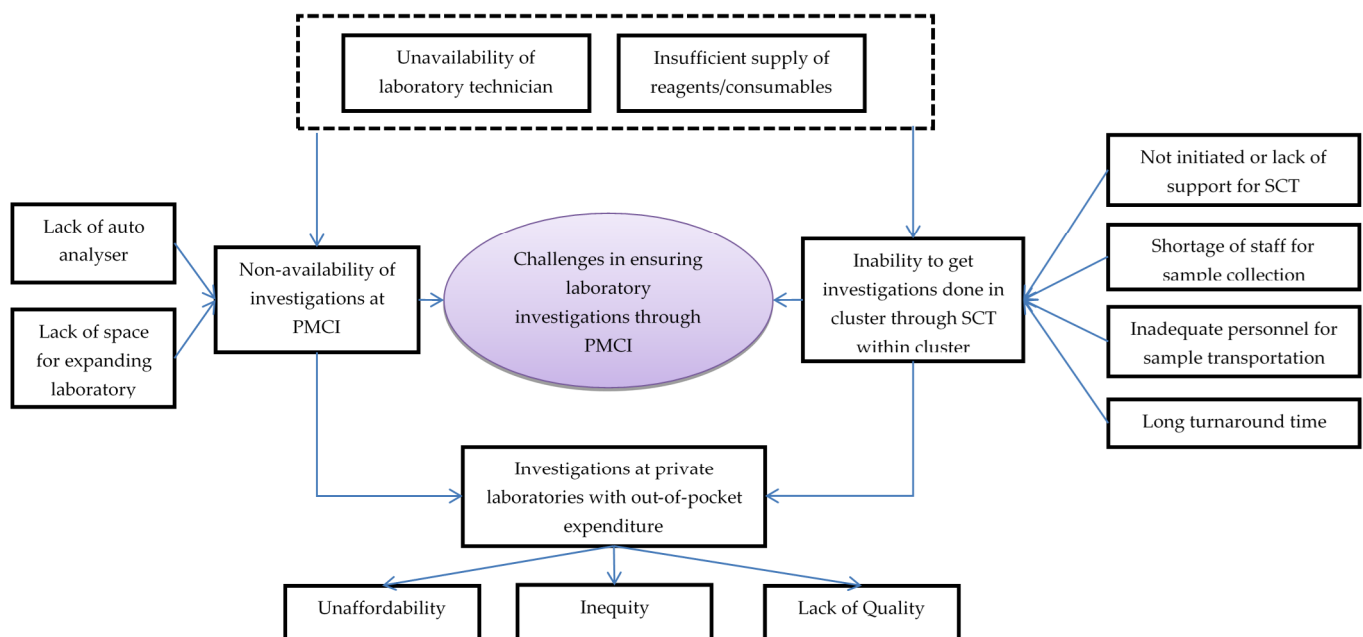 Unavailability of
laboratory technician
Insufficient supply of
reagents/consumables
Lack of auto
analyser
Lack of space
for expanding
laboratory
Non-availability of
investigations at
PMCI
Challenges in ensuring
laboratory
investigations through
PMCI
Inability to get
investigations done in
cluster through SCT
within cluster
Not initiated or lack of
support for SCT
Shortage of staff for
sample collection
Inadequate personnel for
sample transportation
Long turnaround time
Investigations at private
laboratories with out-of-pocket
expenditure
Unaffordability
Inequity
Lack of Quality